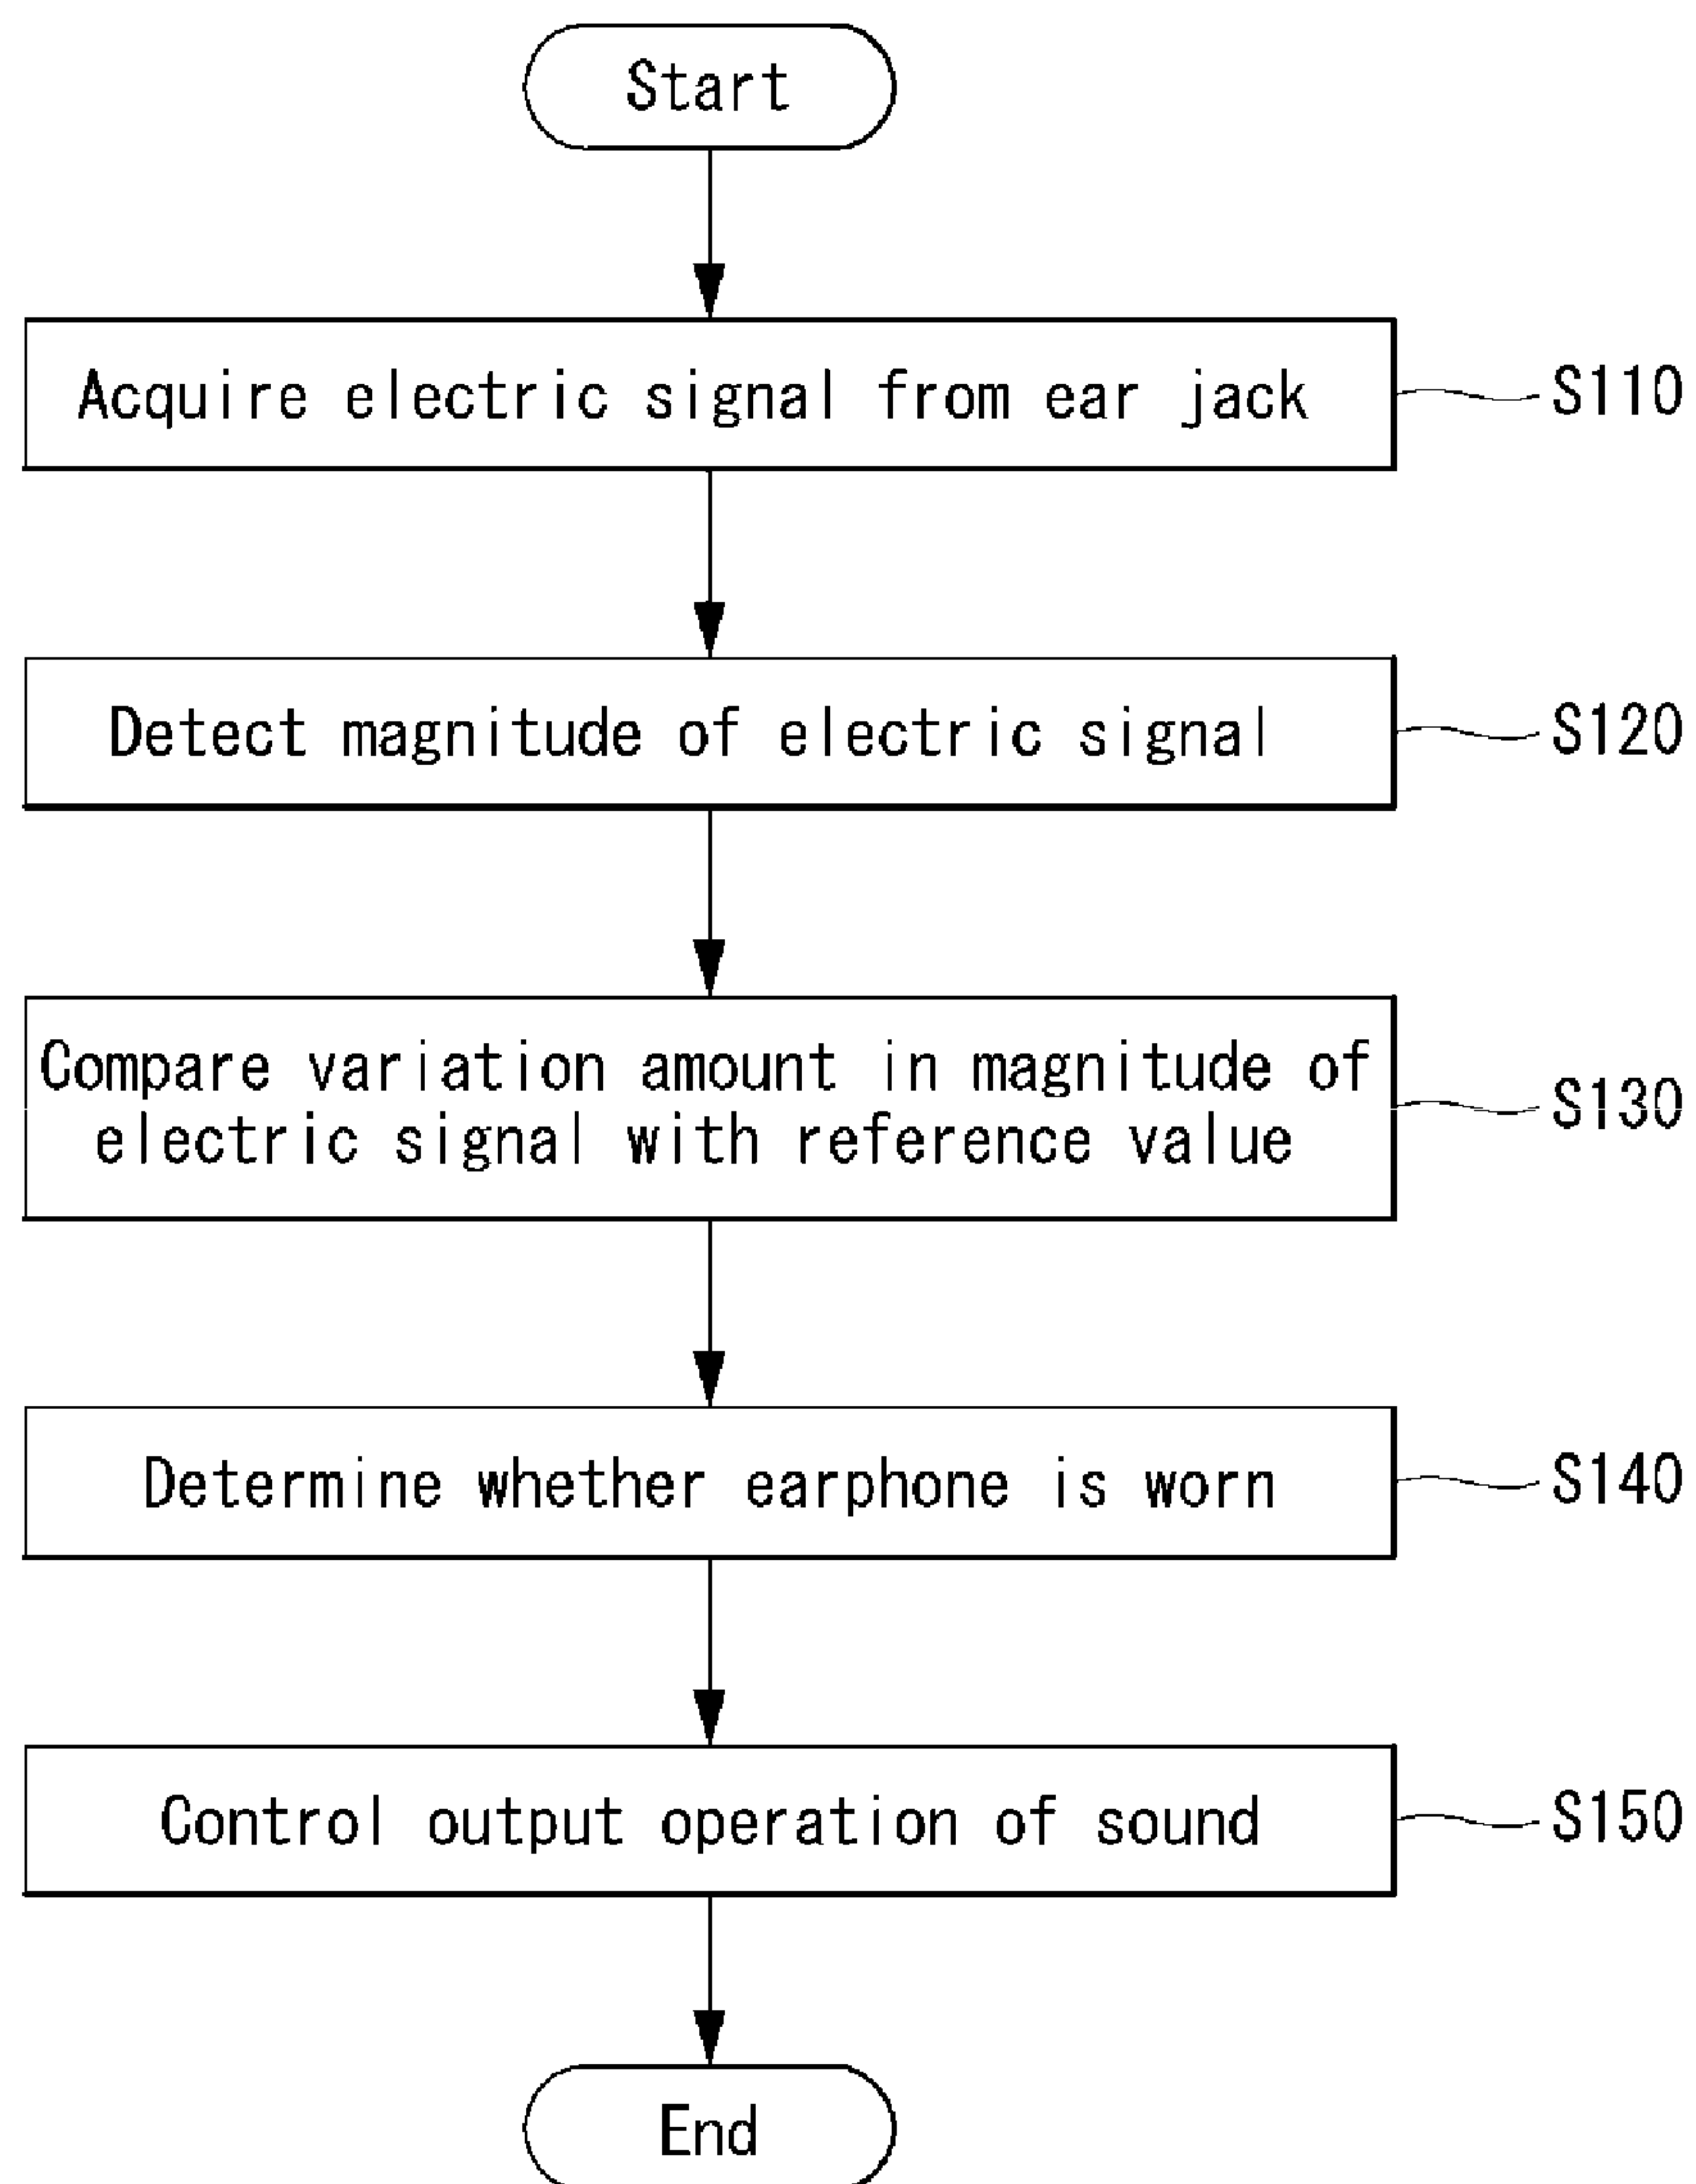 Start
Acquire electric signal from ear jack
S110
Detect magnitude of electric signal
S120
Compare variation amount in magnitude of
electric signal with reference value
S130
Determine whether earphone is worn
S140
Control output operation of sound
S150
End